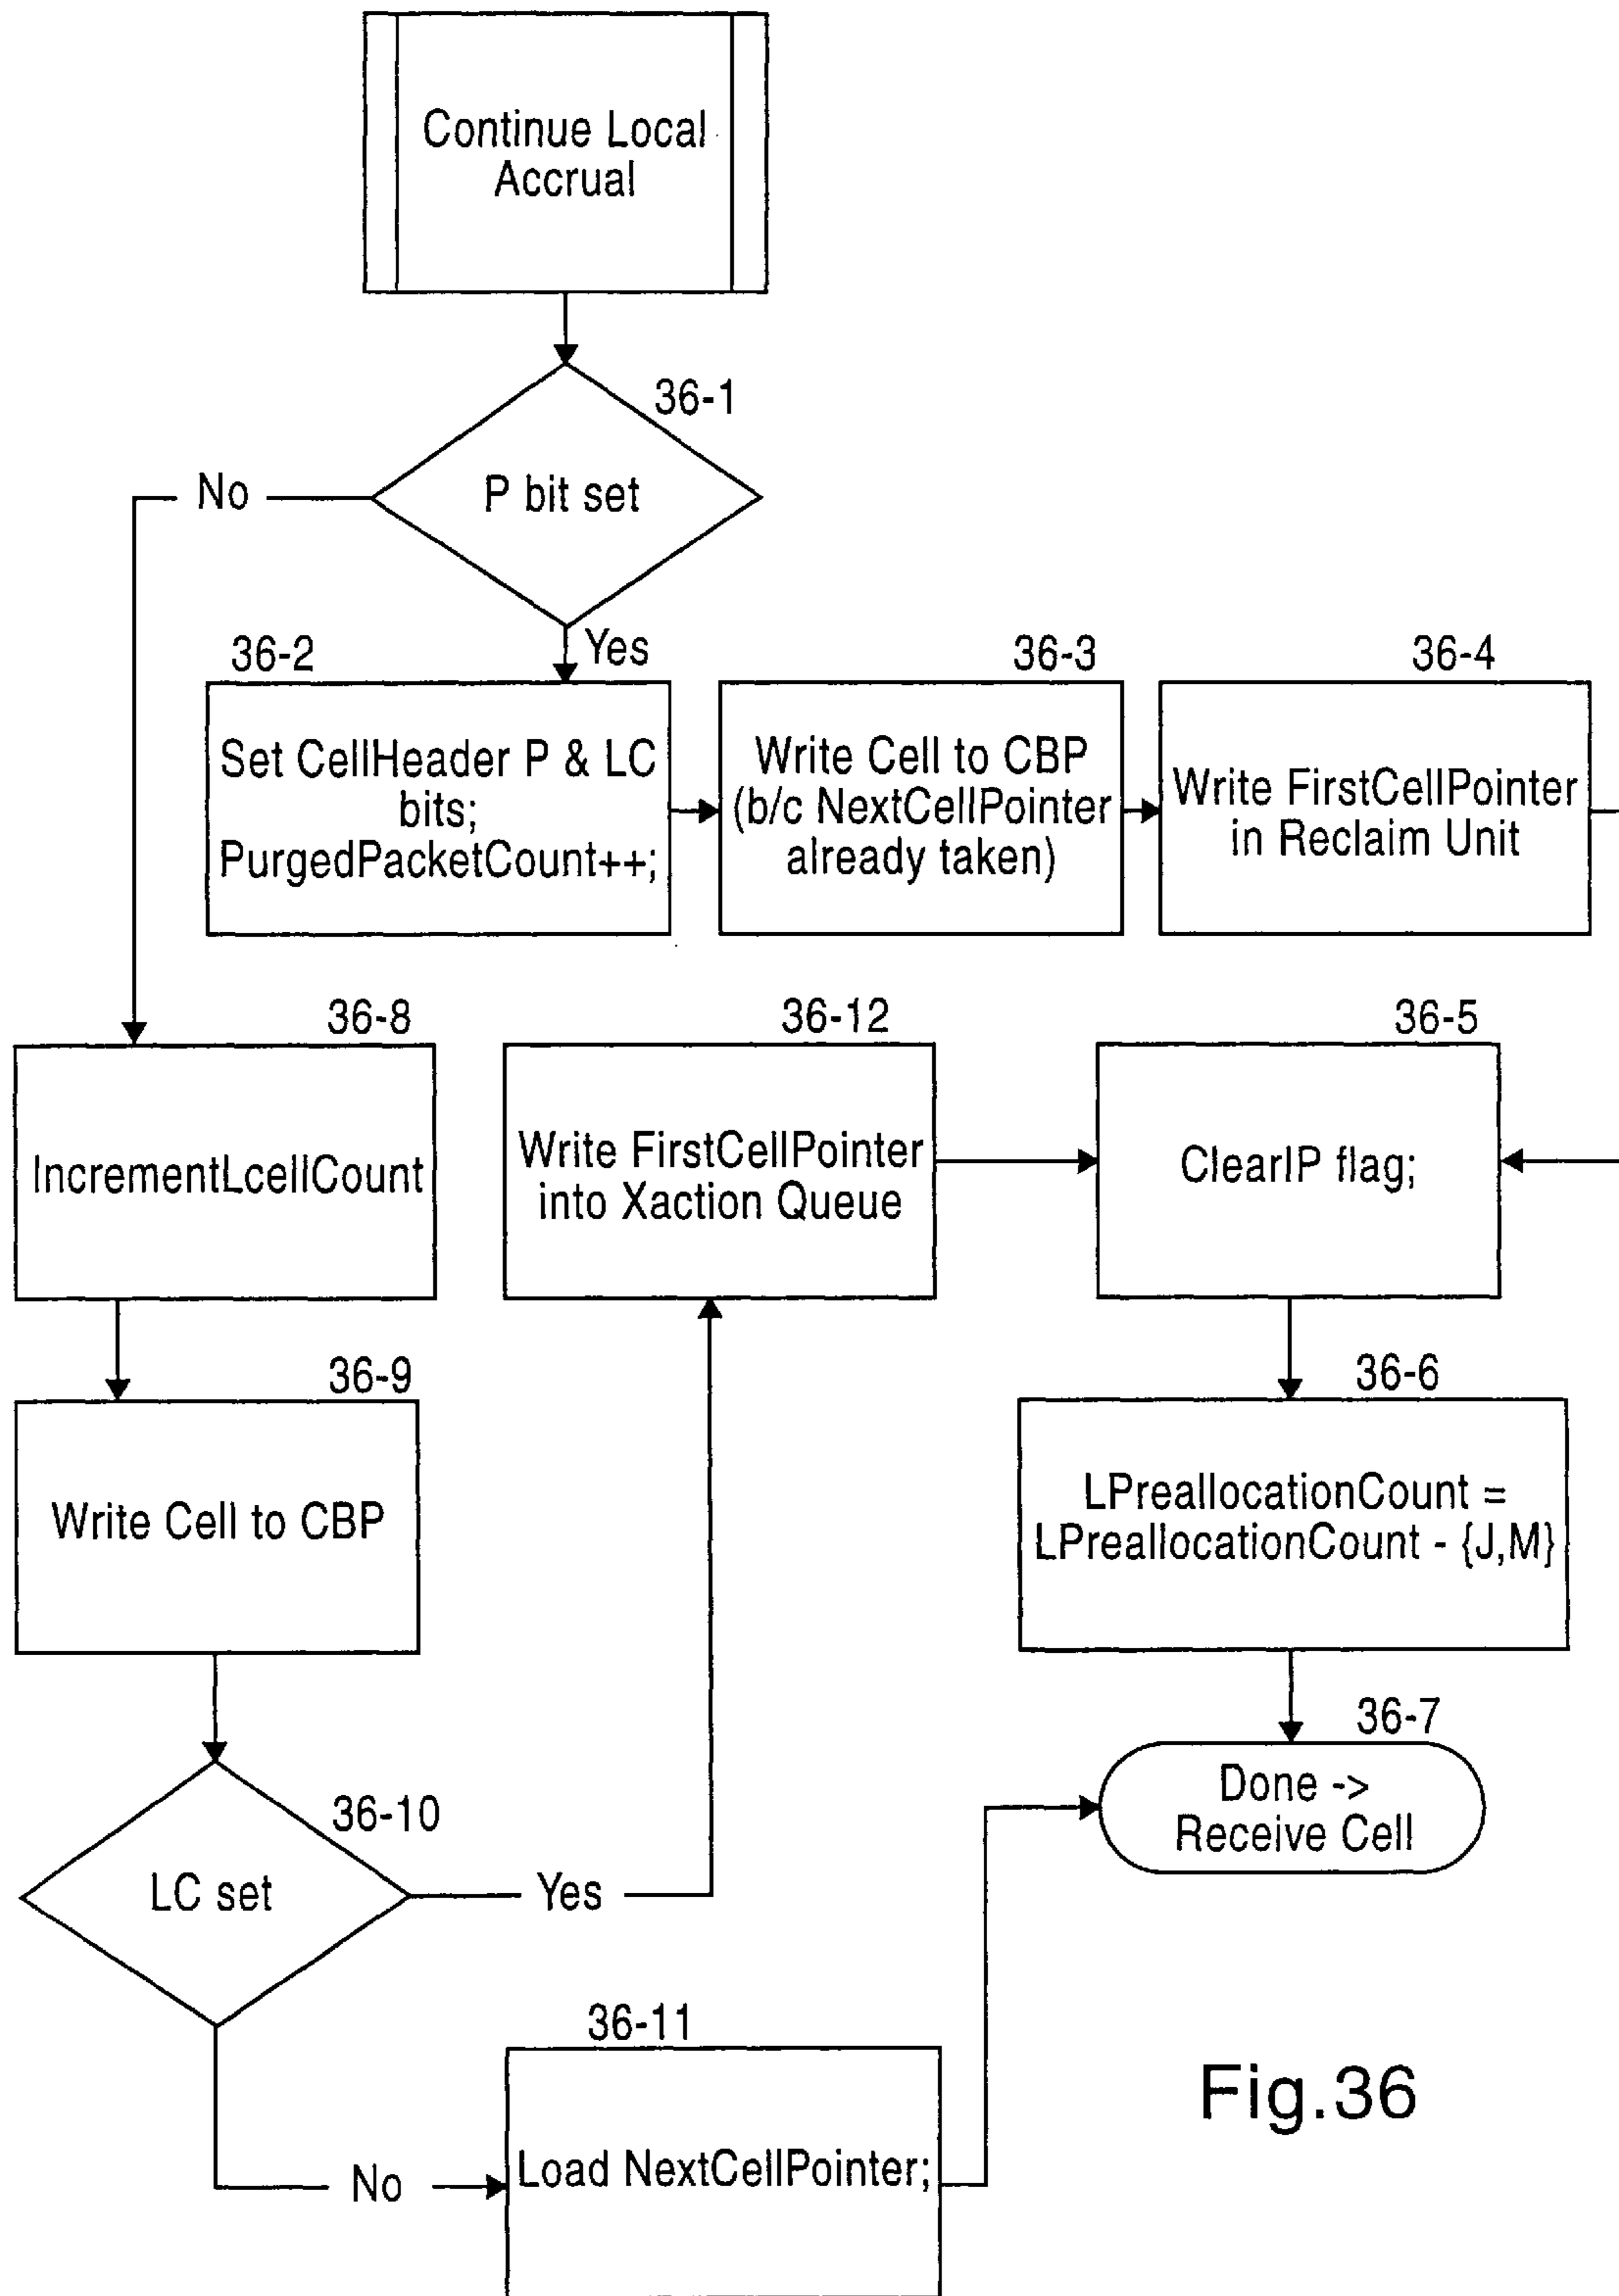 Continue Local
Accrual
36-1
P bit set
No
Yes
36-2
Set CellHeader P & LC
bits;
PurgedPacketCount++;
36-3
Write Cell to CBP
(b/c NextCellPointer
already taken)
36-4
Write FirstCellPointer
in Reclaim Unit
36-8
IncrementLcellCount
36-12
Write FirstCellPointer
into Xaction Queue
36-5
ClearIP flag;
36-9
Write Cell to CBP
36-6
LPreallocationCount =
LPreallocationCount - {J,M}
36-7
Done ->
Receive Cell
36-10
LC set
Yes
No
36-11
Load NextCellPointer;
Fig.36